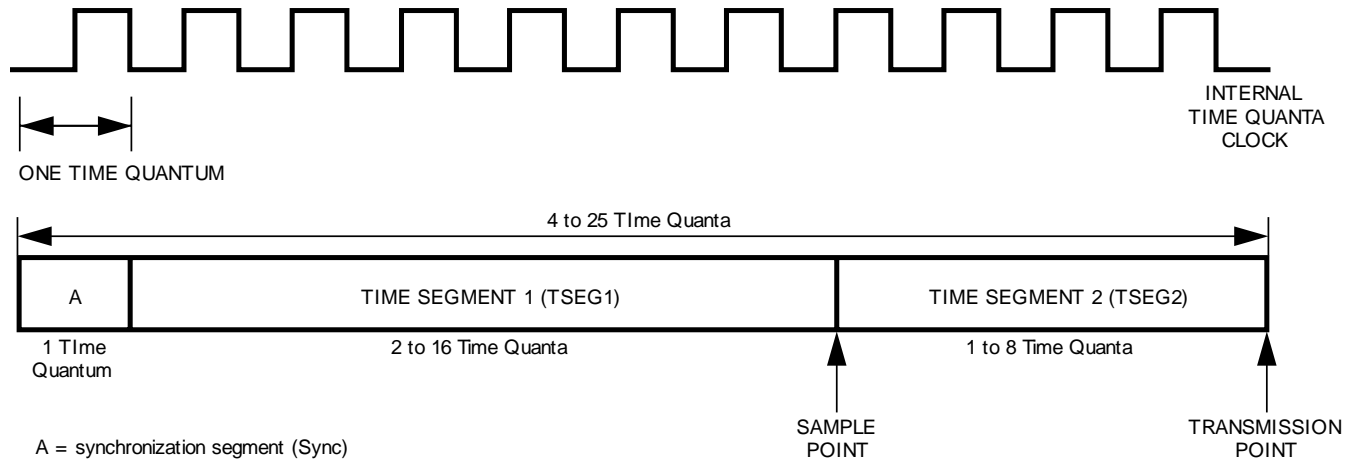 INTERNAL
TIME QUANTA
CLOCK
ONE TIME QUANTUM
4 to 25 TIme Quanta
A
TIME SEGMENT 1 (TSEG1)
TIME SEGMENT 2 (TSEG2)
1 TIme
Quantum
2 to 16 Time Quanta
1 to 8 Time Quanta
A = synchronization segment (Sync)
SAMPLE
POINT
TRANSMISSION
POINT